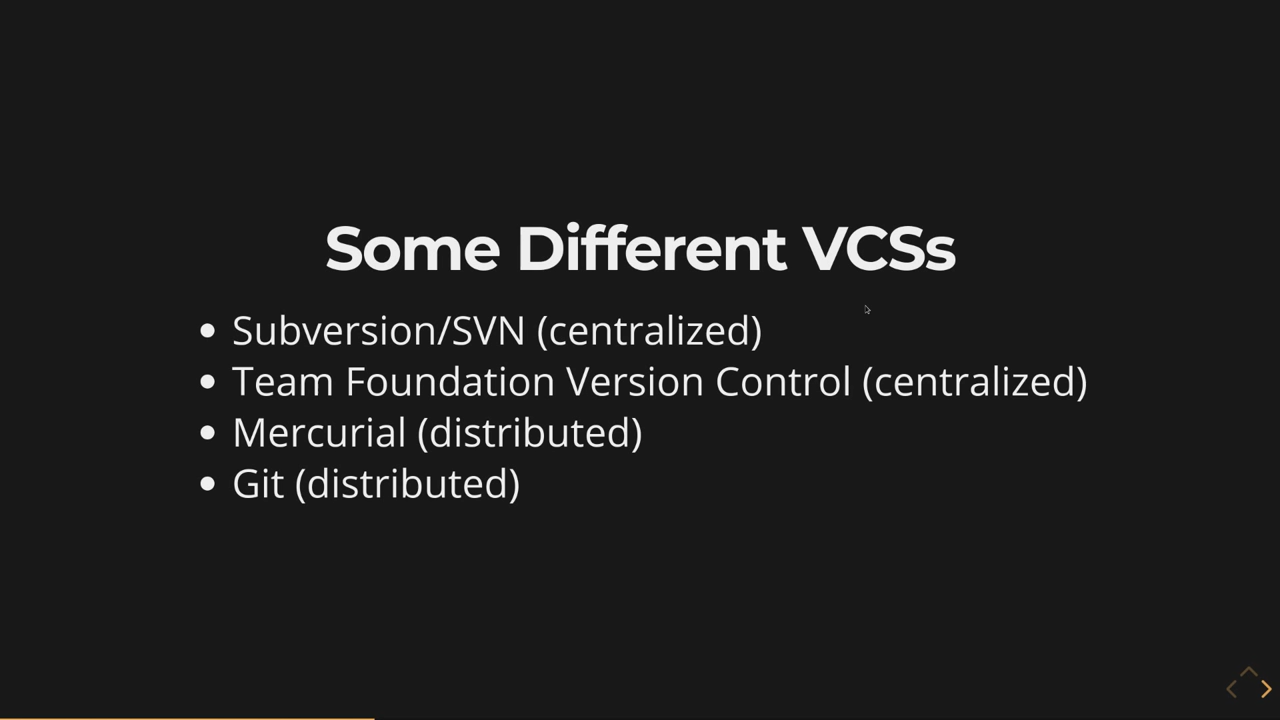 Some Different VCSs
Subversion/SVN (centralized)
Team Foundation Version Control (centralized)
Mercurial (distributed)
Git (distributed)